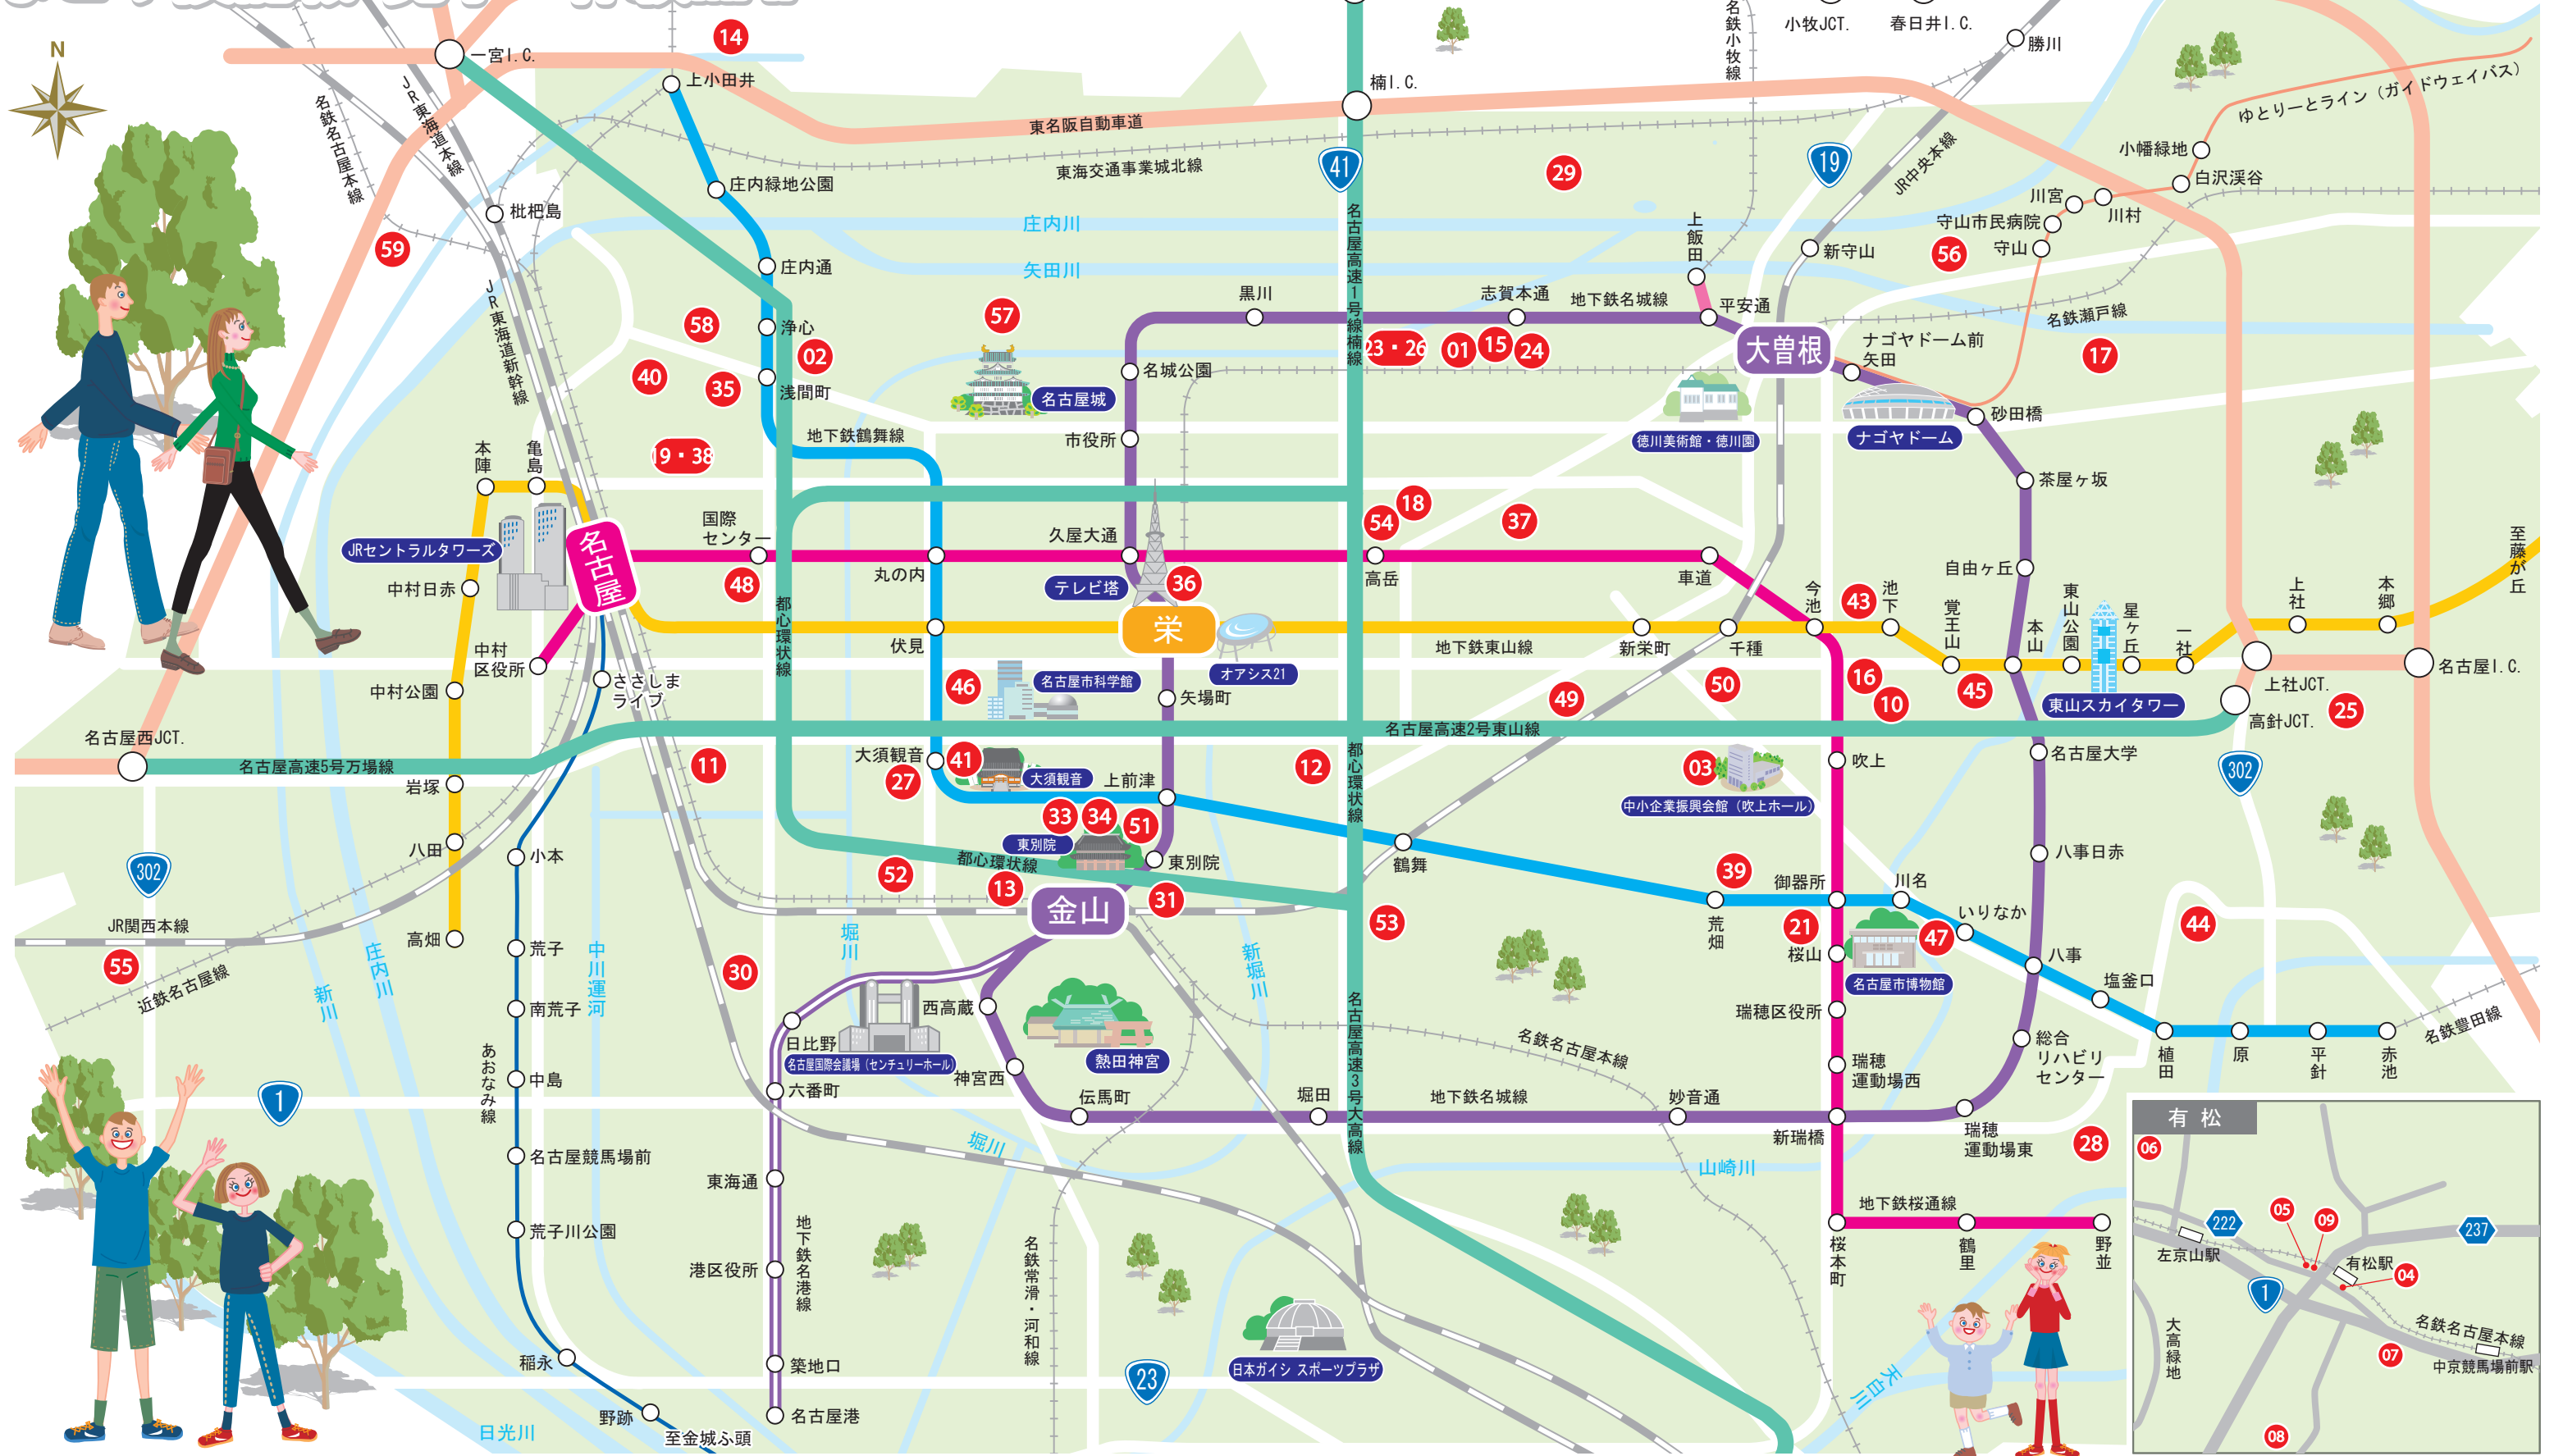 小牧JCT.
春日井I.C.
名鉄小牧線
N
14
一宮I.C.
勝川
上小田井
楠I.C.
ゆとりーとライン（ガイドウェイバス）
名鉄名古屋本線
JR東海道本線
東名阪自動車道
東海交通事業城北線
41
29
19
JR中央本線
小幡緑地
白沢渓谷
庄内緑地公園
枇杷島
川宮
川村
守山市民病院
守山
56
59
庄内川
矢田川
名古屋高速1号線楠線
上飯田
新守山
庄内通
JR東海道新幹線
黒川
志賀本通
地下鉄名城線
平安通
名鉄瀬戸線
58
浄心
57
02
23・26
01
15
24
大曽根
ナゴヤドーム前
矢田
17
40
35
浅間町
名城公園
名古屋城
砂田橋
地下鉄鶴舞線
市役所
徳川美術館・徳川園
ナゴヤドーム
本陣
亀島
19・38
茶屋ヶ坂
18
54
37
国際
センター
久屋大通
JRセントラルタワーズ
名古屋
丸の内
高岳
車道
自由ヶ丘
至藤が丘
中村日赤
48
テレビ塔
36
今池
43
池下
覚王山
本山
東山公園
星ヶ丘
一社
上社
本郷
都心環状線
伏見
栄
オアシス21
地下鉄東山線
新栄町
千種
中村
区役所
中村公園
ささしま
ライブ
46
名古屋市科学館
矢場町
49
50
16
10
45
東山スカイタワー
上社JCT.
名古屋I.C.
高針JCT.
25
名古屋西JCT.
名古屋高速5号万場線
名古屋高速2号東山線
11
大須観音
27
41
大須観音
上前津
12
都心環状線
03
中小企業振興会館（吹上ホール）
吹上
名古屋大学
302
岩塚
33
34
51
東別院
東別院
八田
302
小本
都心環状線
52
13
31
鶴舞
39
八事日赤
金山
53
荒畑
御器所
川名
いりなか
44
JR関西本線
55
近鉄名古屋線
高畑
荒子
中川運河
堀川
新堀川
21
桜山
47
名古屋市博物館
八事
塩釜口
庄内川
新川
30
南荒子
日比野
名古屋国際会議場（センチュリーホール）
西高蔵
熱田神宮
神宮西
瑞穂区役所
総合
リハビリ
センター
植田
原
平針
赤池
名鉄豊田線
名鉄名古屋本線
名古屋高速3号大高線
1
あおなみ線
中島
六番町
伝馬町
堀田
地下鉄名城線
妙音通
瑞穂
運動場西
新瑞橋
瑞穂
運動場東
28
堀川
山崎川
名古屋競馬場前
東海通
荒子川公園
地下鉄名港線
港区役所
名鉄常滑・河和線
地下鉄桜通線
桜本町
鶴里
野並
稲永
築地口
23
日本ガイシ スポーツプラザ
天白川
野跡
名古屋港
日光川
至金城ふ頭
有松
06
05
09
222
237
左京山駅
有松駅
04
1
名鉄名古屋本線
大高緑地
07
中京競馬場前駅
08